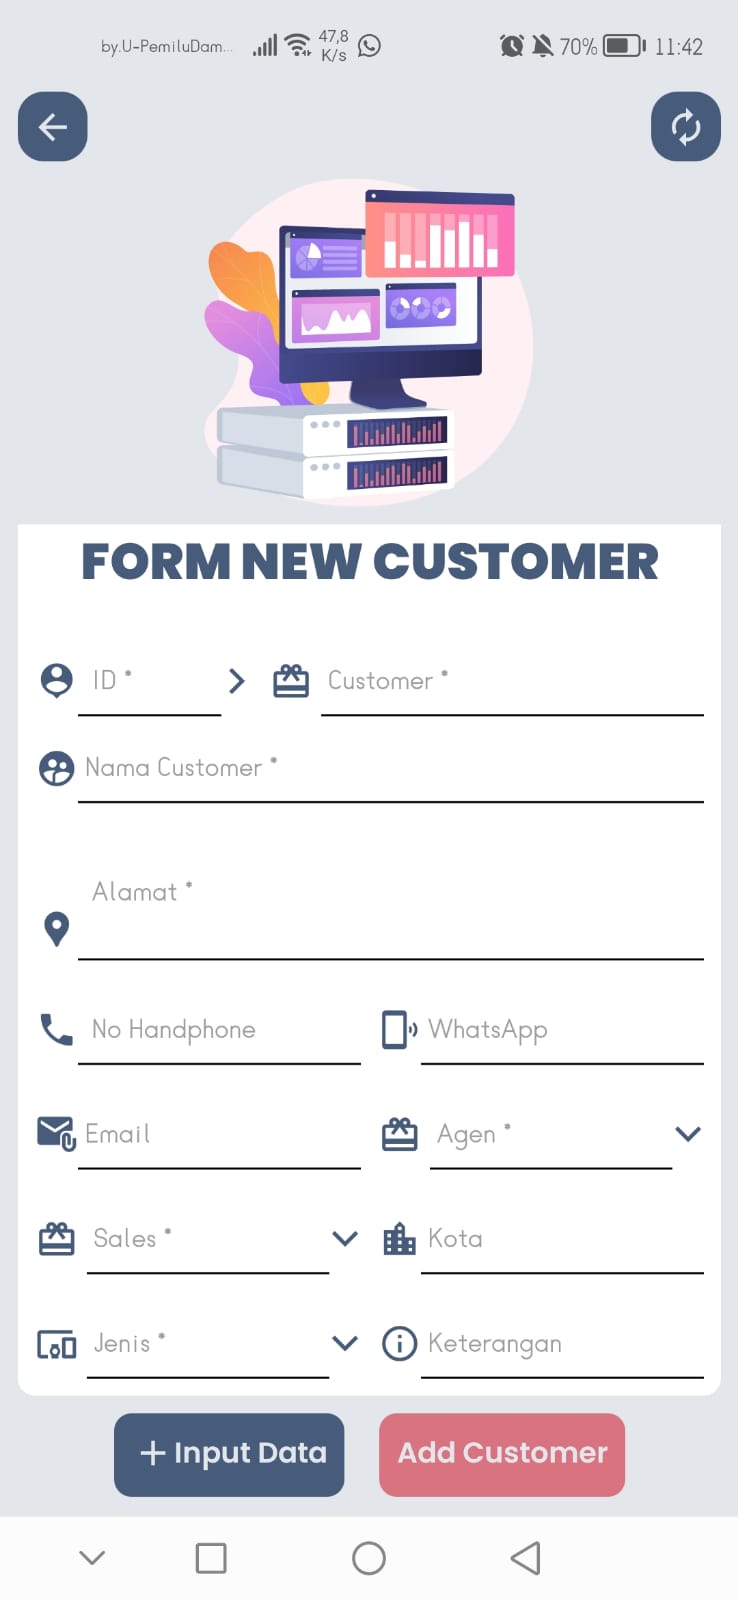 by.U-PemiluDam... 47,8 K/s 70% 11:42
FORM NEW CUSTOMER
ID * Customer *
Nama Customer *
Alamat *
No Handphone WhatsApp
Email Agen *
Sales * Kota
Jenis * Keterangan
+ Input Data Add Customer